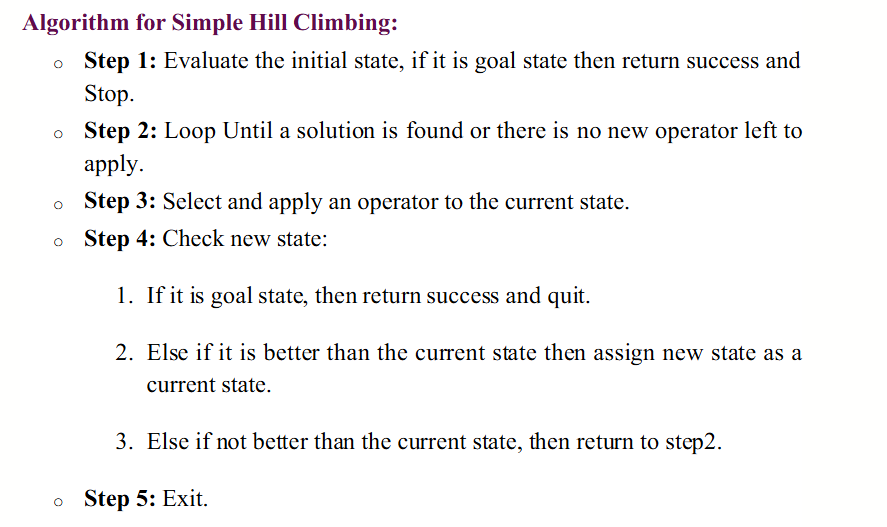 Algorithm for Simple Hill Climbing:
○ Step 1: Evaluate the initial state, if it is goal state then return success and
Stop.
○ Step 2: Loop Until a solution is found or there is no new operator left to
apply.
○ Step 3: Select and apply an operator to the current state.
○ Step 4: Check new state:
1. If it is goal state, then return success and quit.
2. Else if it is better than the current state then assign new state as a
current state.
3. Else if not better than the current state, then return to step2.
○ Step 5: Exit.